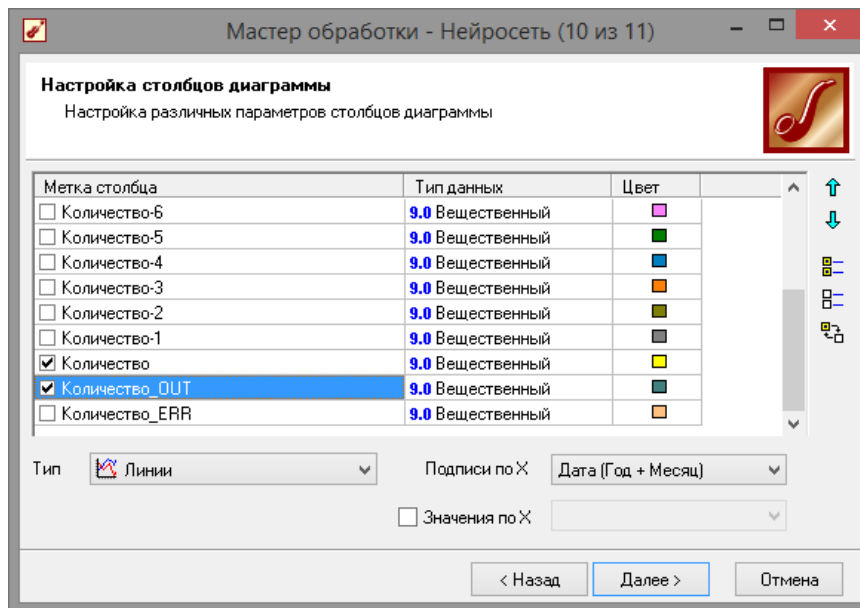 Мастер обработки - Нейросеть (10 из 11)
Настройка столбцов диаграммы
Настройка различных параметров столбцов диаграммы
Метка столбца Тип данных Цвет
Количество-6 9.0 Вещественный
Количество-5 9.0 Вещественный
Количество-4 9.0 Вещественный
Количество-3 9.0 Вещественный
Количество-2 9.0 Вещественный
Количество-1 9.0 Вещественный
Количество 9.0 Вещественный
Количество_OUT 9.0 Вещественный
Количество_ERR 9.0 Вещественный
Тип Линии Подписи по X Дата (Год + Месяц)
Значения по X
< Назад Далее > Отмена